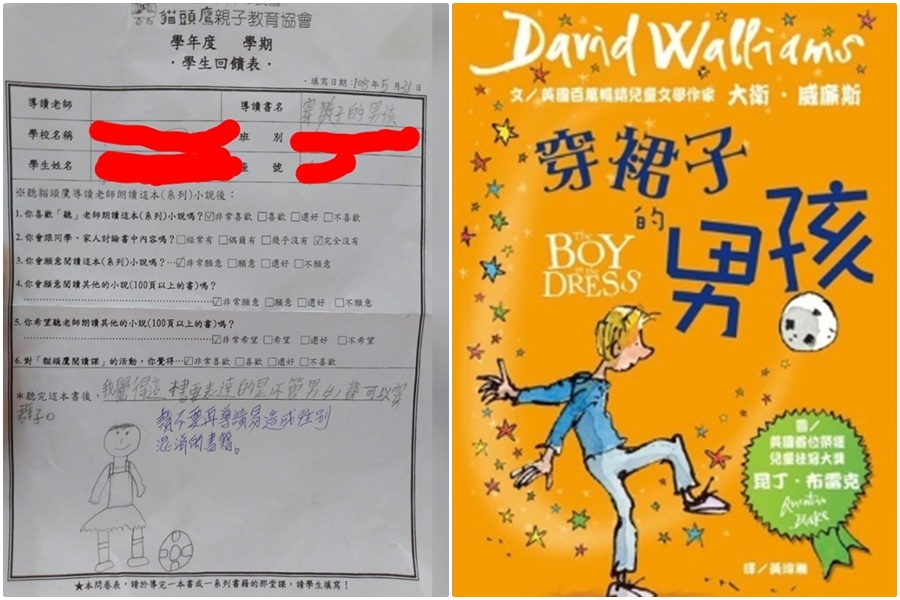 貓頭鷹親子教育協會
學年度 學期
·學生回饋表·
·填寫日期:108年5月21日
導讀老師 導讀書名 穿裙子的男孩
學校名稱 班 別
學生姓名 座 號
※聽貓頭鷹導讀老師朗讀這本(系列)小說後:
1.你喜歡「聽」老師朗讀這本(系列)小說嗎?☑非常喜歡□喜歡□還好□不喜歡
2.你會跟同學、家人討論書中內容嗎?□經常有□偶爾有□幾乎沒有☑完全沒有
3.你會願意閱讀這本(系列)小說嗎?…☑非常願意□願意□還好□不願意
4.你會願意閱讀其他的小說(100頁以上的書)嗎?
☑非常願意□願意□還好□不願意
5.你希望聽老師朗讀其他的小說(100頁以上的書)嗎?
☑非常希望□希望□還好□不希望
6.對「貓頭鷹閱讀課」的活動,你覺得…☑非常喜歡□喜歡□還好□不喜歡
*聽完這本書後,我覺得這本書表達的是不管男生都可以穿
裙子。
請不要再導讀易造成性別
混淆的書籍。
★本問卷表,請於導完一本書或一系列書籍的那堂課,請學生填寫!
David Walliams
文/英國百萬暢銷兒童文學作家 大衛·威廉斯
穿裙子
的
男孩
The
BOY
in the
DRESS
圖/
英國首位榮獲
兒童桂冠大獎
昆丁·布雷克
Quentin
Blake
譯/黃瑋琳